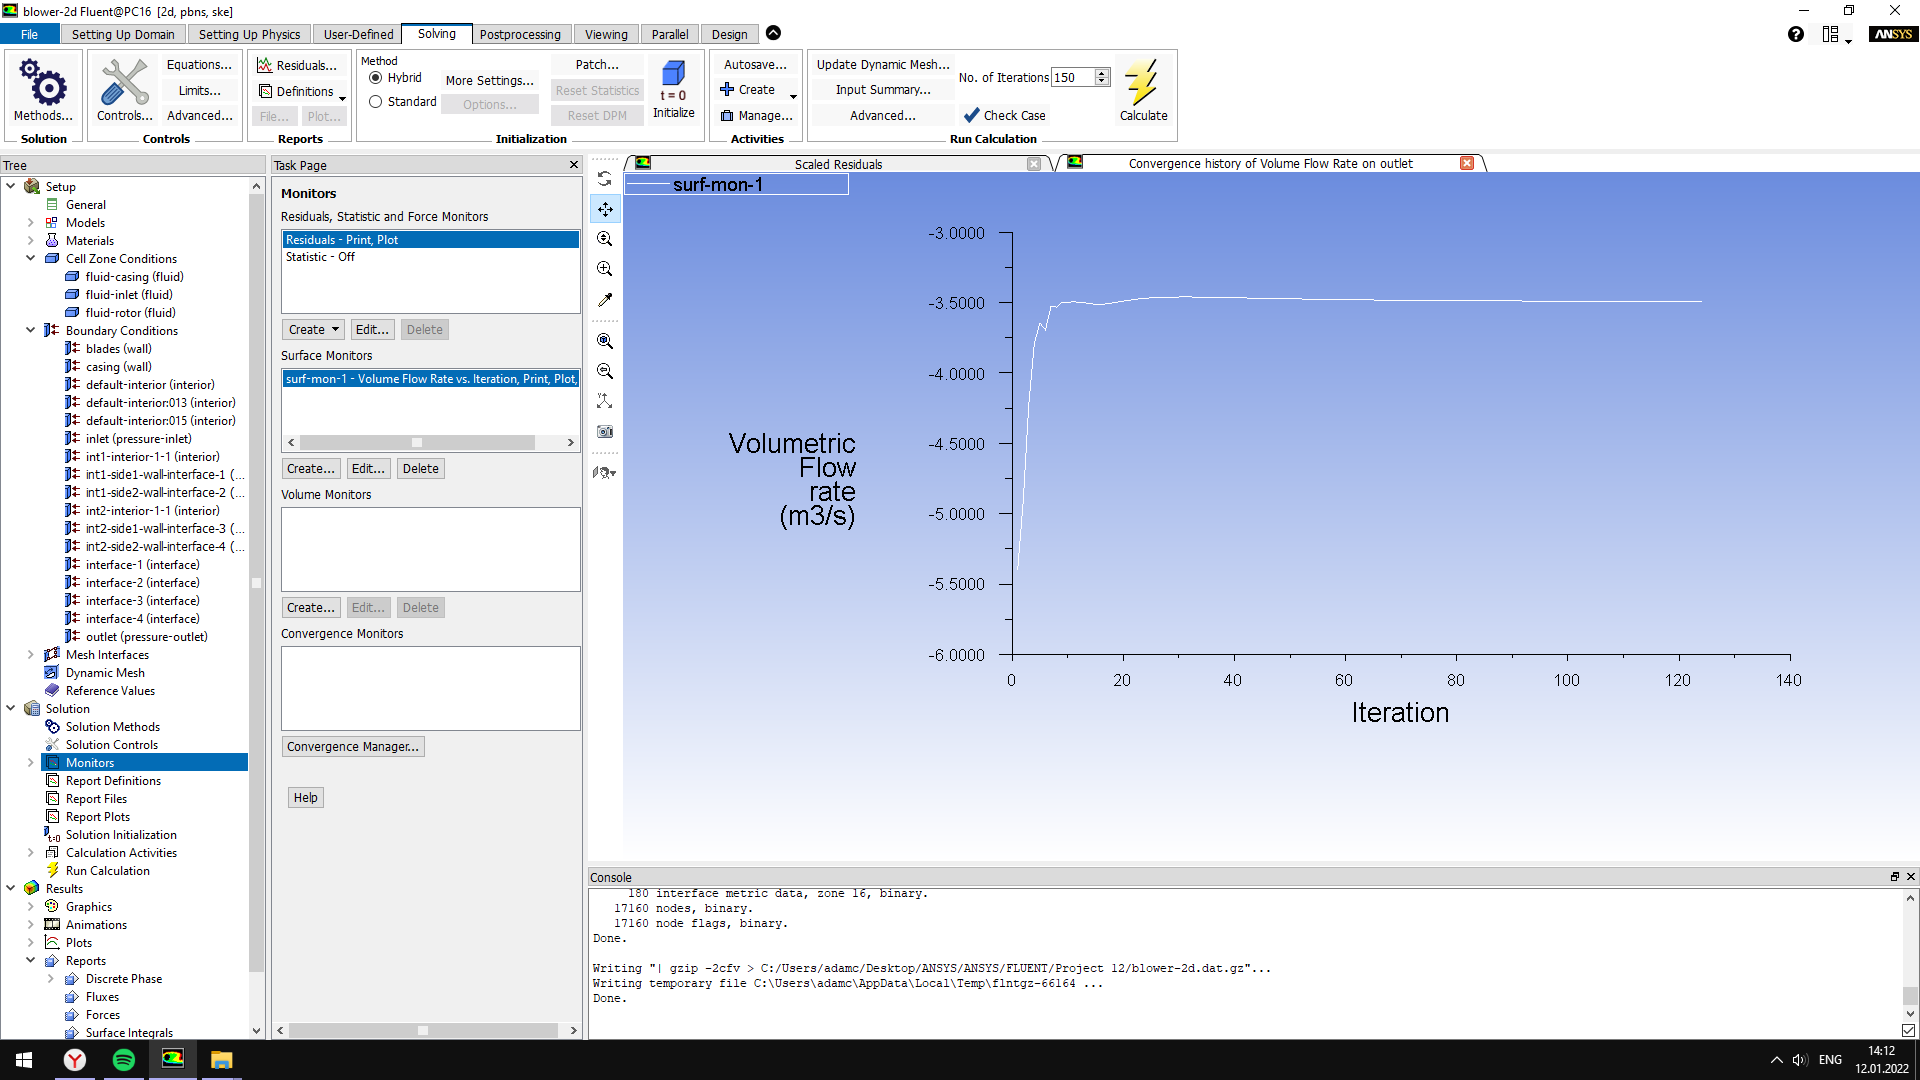 blower-2d Fluent@PC16 [2d, pbns, ske]
File
Setting Up Domain
Setting Up Physics
User-Defined
Solving
Postprocessing
Viewing
Parallel
Design
ANSYS
Methods...
Solution
Controls...
Equations...
Limits...
Advanced...
Controls
Residuals...
Definitions
File...
Plot...
Reports
Method
Hybrid
Standard
More Settings...
Options...
Patch...
Reset Statistics
Reset DPM
t = 0
Initialize
Initialization
Autosave...
Create
Manage...
Activities
Update Dynamic Mesh...
Input Summary...
Advanced...
No. of Iterations 150
Check Case
Calculate
Run Calculation
Tree
Setup
General
Models
Materials
Cell Zone Conditions
fluid-casing (fluid)
fluid-inlet (fluid)
fluid-rotor (fluid)
Boundary Conditions
blades (wall)
casing (wall)
default-interior (interior)
default-interior:013 (interior)
default-interior:015 (interior)
inlet (pressure-inlet)
int1-interior-1-1 (interior)
int1-side1-wall-interface-1 (...
int1-side2-wall-interface-2 (...
int2-interior-1-1 (interior)
int2-side1-wall-interface-3 (...
int2-side2-wall-interface-4 (...
interface-1 (interface)
interface-2 (interface)
interface-3 (interface)
interface-4 (interface)
outlet (pressure-outlet)
Mesh Interfaces
Dynamic Mesh
Reference Values
Solution
Solution Methods
Solution Controls
Monitors
Report Definitions
Report Files
Report Plots
t=0
Solution Initialization
Calculation Activities
Run Calculation
Results
Graphics
Animations
Plots
Reports
Discrete Phase
Fluxes
Forces
Surface Integrals
Task Page
Monitors
Residuals, Statistic and Force Monitors
Residuals - Print, Plot
Statistic - Off
Create
Edit...
Delete
Surface Monitors
surf-mon-1 - Volume Flow Rate vs. Iteration, Print, Plot,
Create...
Edit...
Delete
Volume Monitors
Create...
Edit...
Delete
Convergence Monitors
Convergence Manager...
Help
Scaled Residuals
Convergence history of Volume Flow Rate on outlet
surf-mon-1
-3.0000
-3.5000
-4.0000
-4.5000
-5.0000
-5.5000
-6.0000
Volumetric
Flow
rate
(m3/s)
0
20
40
60
80
100
120
140
Iteration
Console
180 interface metric data, zone 16, binary.
17160 nodes, binary.
17160 node flags, binary.
Done.
Writing "| gzip -2cfv > C:/Users/adamc/Desktop/ANSYS/ANSYS/FLUENT/Project 12/blower-2d.dat.gz"...
Writing temporary file C:\Users\adamc\AppData\Local\Temp\flntgz-66164 ...
Done.
ENG
14:12
12.01.2022